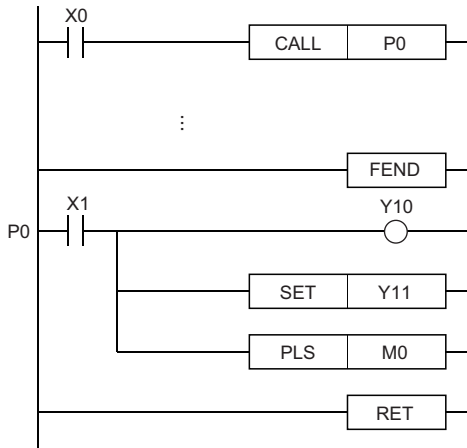 X0
CALL P0
⋮
FEND
X1 Y10
P0
SET Y11
PLS M0
RET